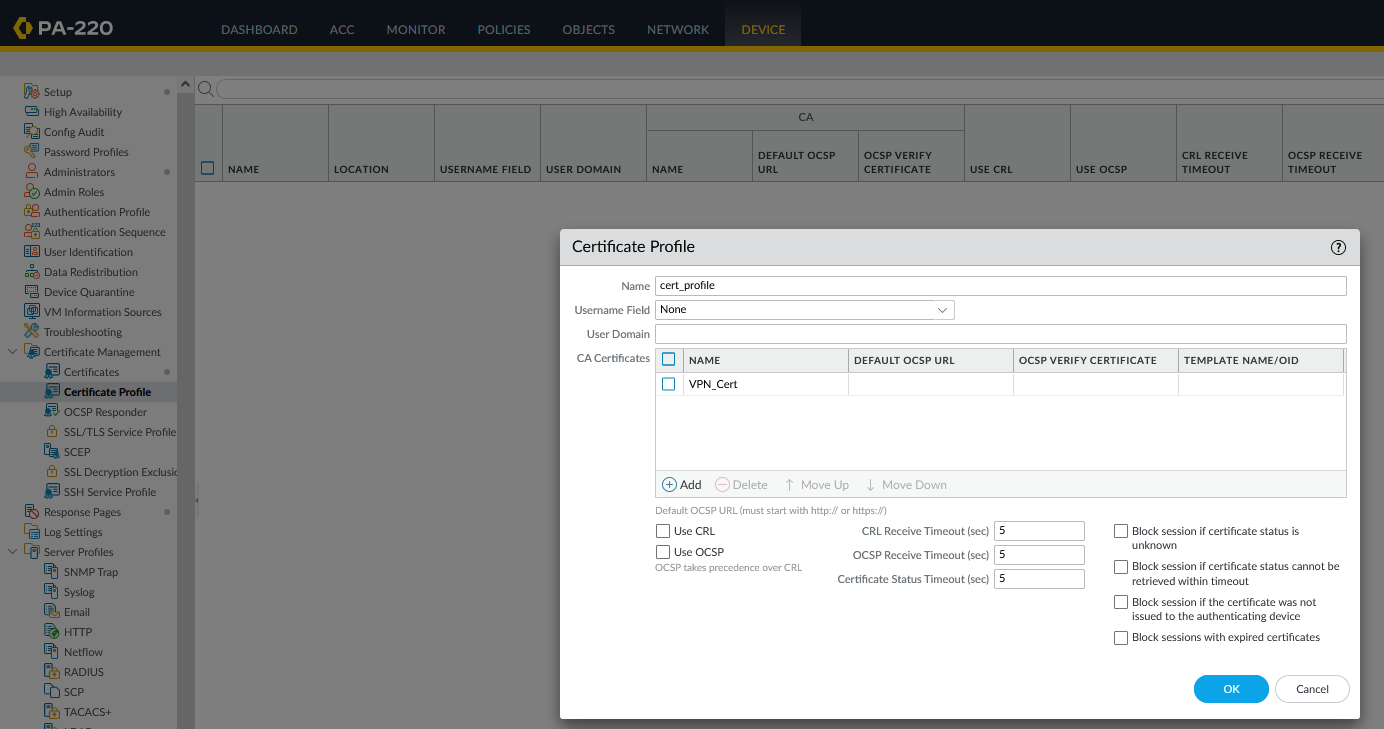 PA-220
DASHBOARD
ACC
MONITOR
POLICIES
OBJECTS
NETWORK
DEVICE
Setup
High Availability
Config Audit
Password Profiles
Administrators
Admin Roles
Authentication Profile
Authentication Sequence
User Identification
Data Redistribution
Device Quarantine
VM Information Sources
Troubleshooting
Certificate Management
Certificates
Certificate Profile
OCSP Responder
SSL/TLS Service Profile
SCEP
SSL Decryption Exclusio
SSH Service Profile
Response Pages
Log Settings
Server Profiles
SNMP Trap
Syslog
Email
HTTP
Netflow
RADIUS
SCP
TACACS+
NAME
LOCATION
USERNAME FIELD
USER DOMAIN
CA
NAME
DEFAULT OCSP
URL
OCSP VERIFY
CERTIFICATE
USE CRL
USE OCSP
CRL RECEIVE
TIMEOUT
OCSP RECEIVE
TIMEOUT
Certificate Profile
?
Name
cert_profile
Username Field
None
User Domain
CA Certificates
NAME
DEFAULT OCSP URL
OCSP VERIFY CERTIFICATE
TEMPLATE NAME/OID
VPN_Cert
Add
Delete
Move Up
Move Down
Default OCSP URL (must start with http:// or https://)
Use CRL
Use OCSP
OCSP takes precedence over CRL
CRL Receive Timeout (sec)
5
OCSP Receive Timeout (sec)
5
Certificate Status Timeout (sec)
5
Block session if certificate status is
unknown
Block session if certificate status cannot be
retrieved within timeout
Block session if the certificate was not
issued to the authenticating device
Block sessions with expired certificates
OK
Cancel